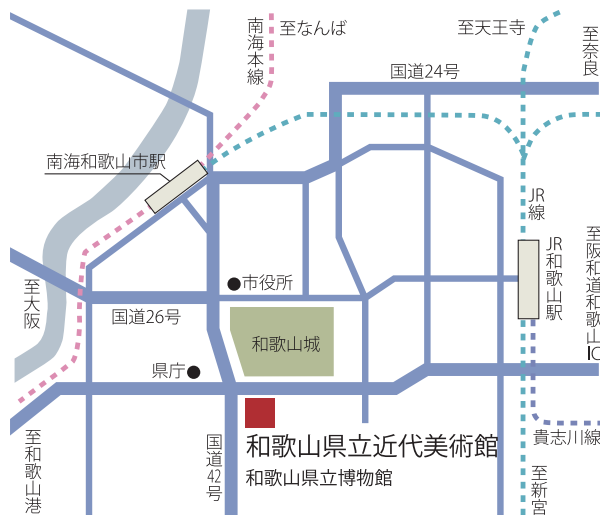 南海本線
至なんば
至天王寺
至奈良
国道24号
南海和歌山市駅
JR線
JR和歌山駅
至阪和道和歌山IC
市役所
至大阪
国道26号
和歌山城
県庁
和歌山県立近代美術館
和歌山県立博物館
貴志川線
至和歌山港
国道42号
至新宮